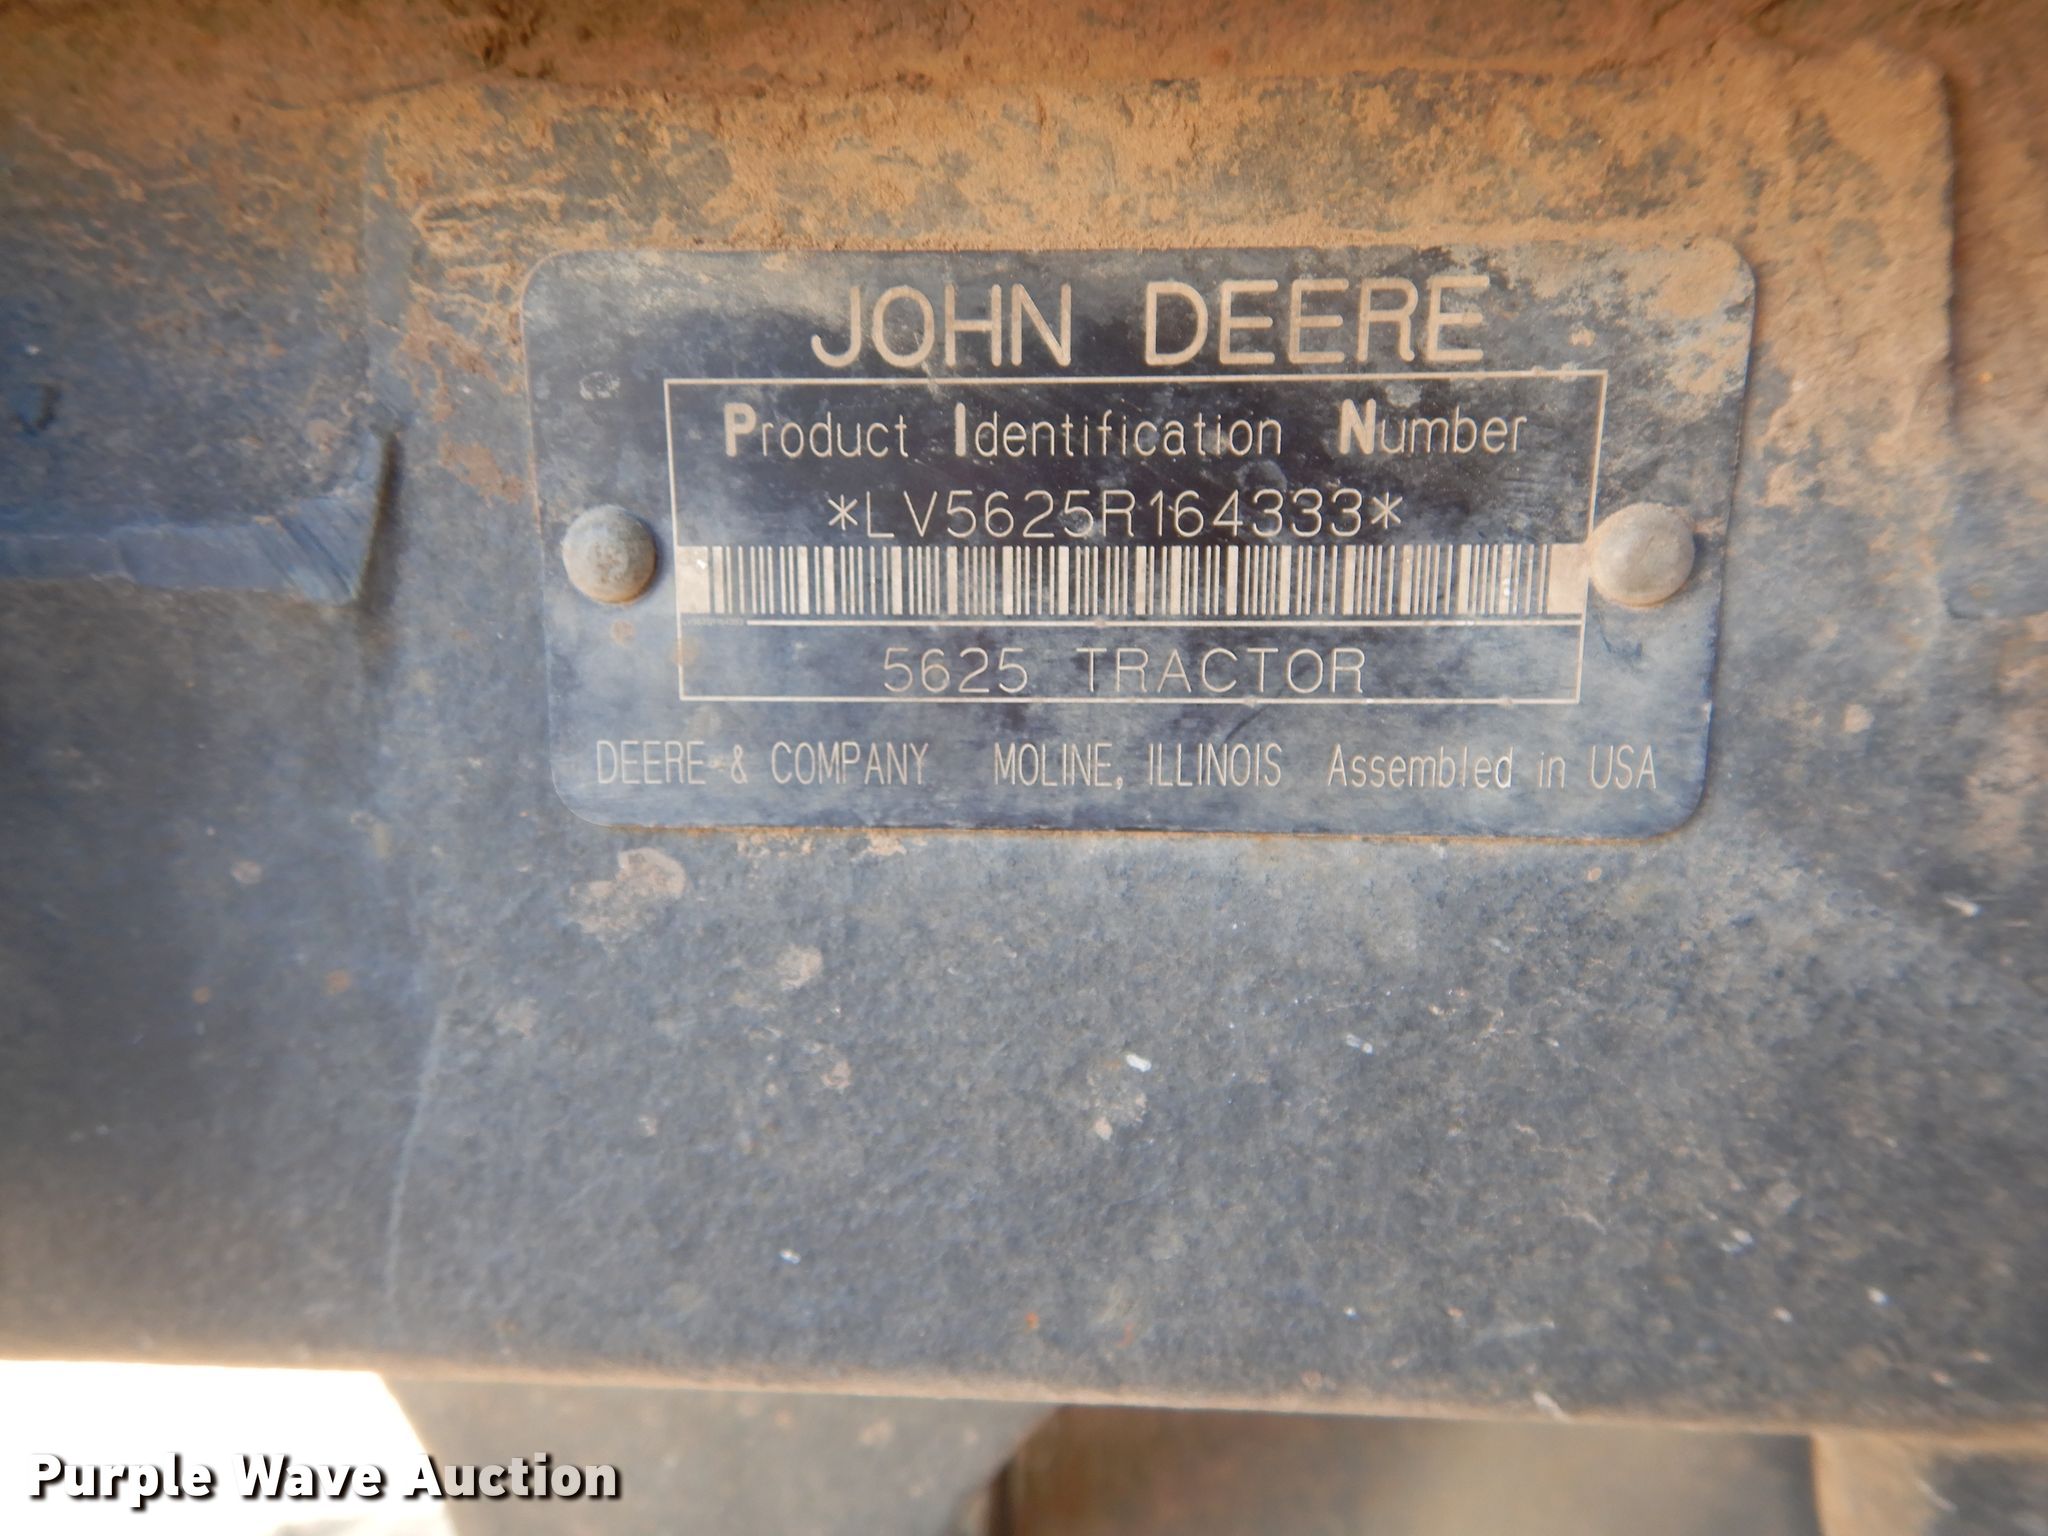 JOHN DEERE
Product Identification Number
*LV5625R164333*
5625 TRACTOR
DEERE & COMPANY MOLINE, ILLINOIS Assembled in USA
Purple Wave Auction